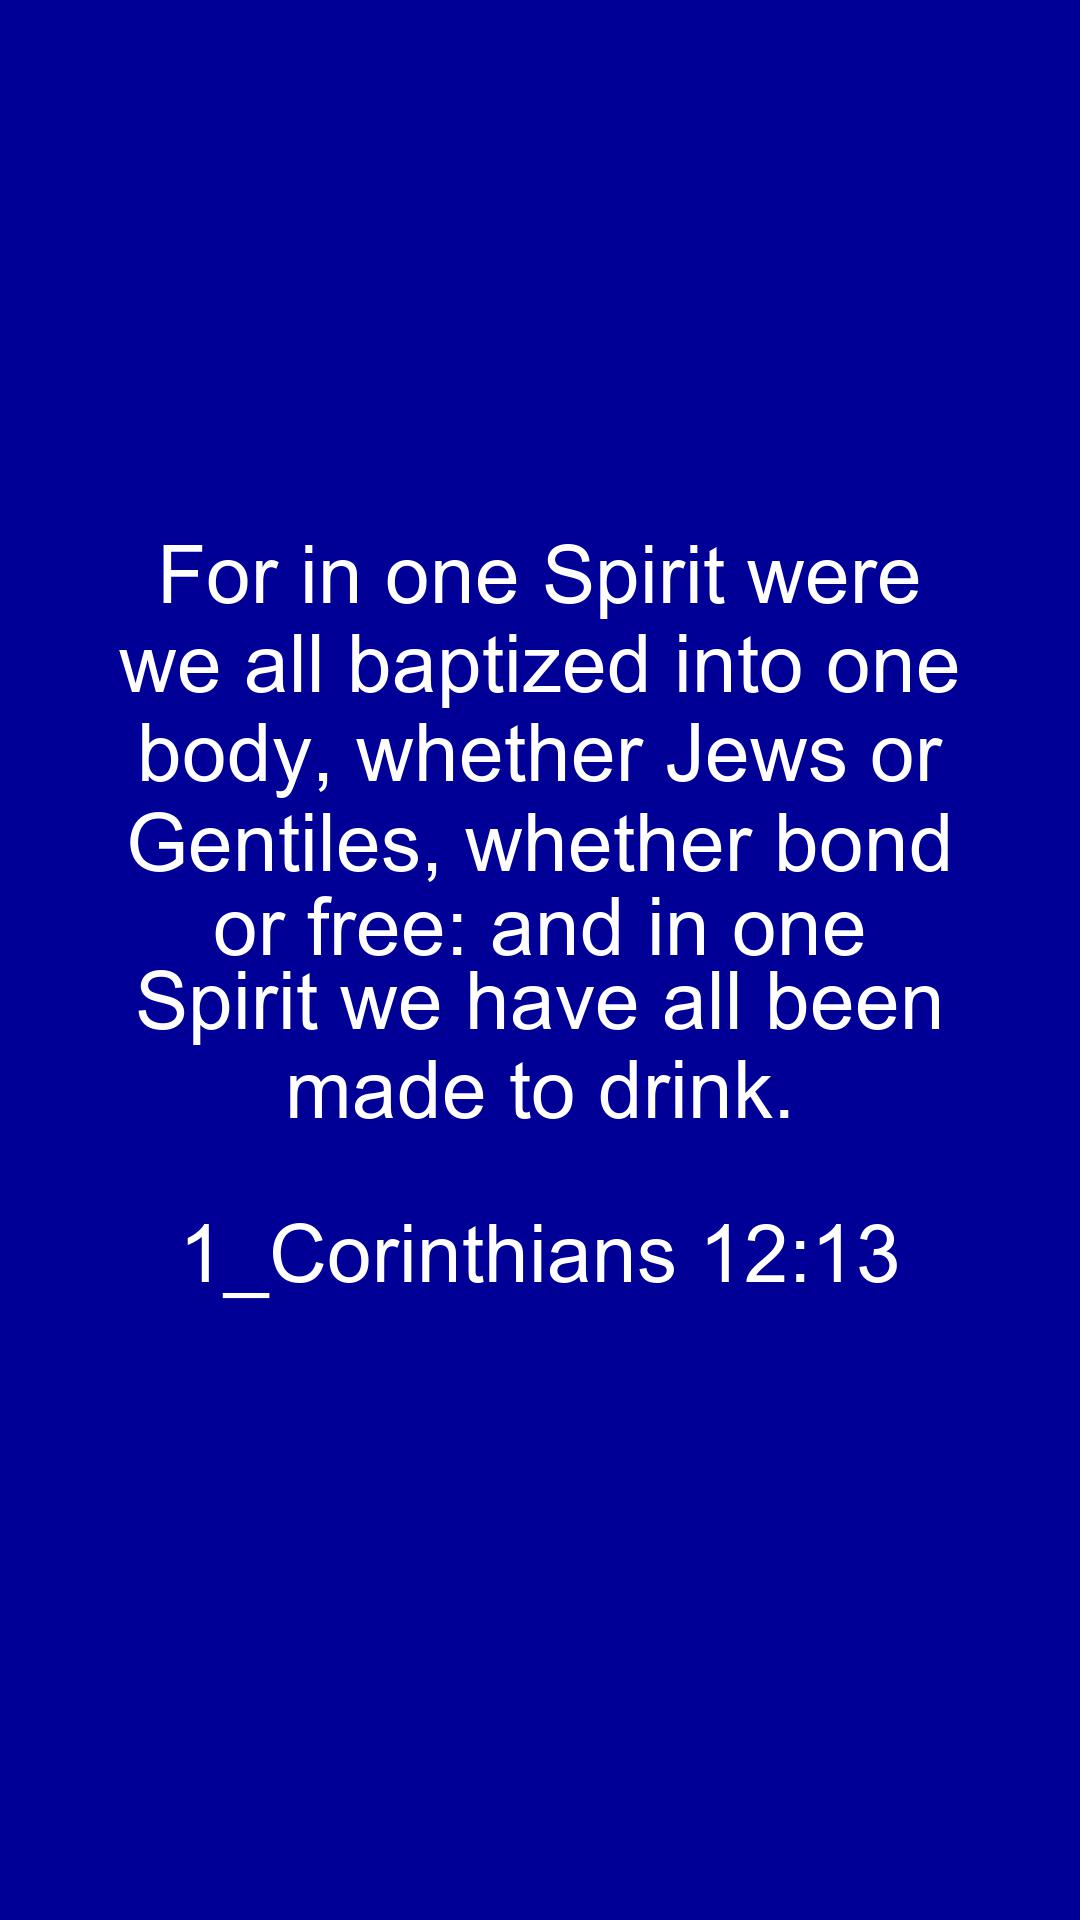 For in one Spirit were
we all baptized into one
body, whether Jews or
Gentiles, whether bond
or free: and in one
Spirit we have all been
made to drink.
1_Corinthians 12:13